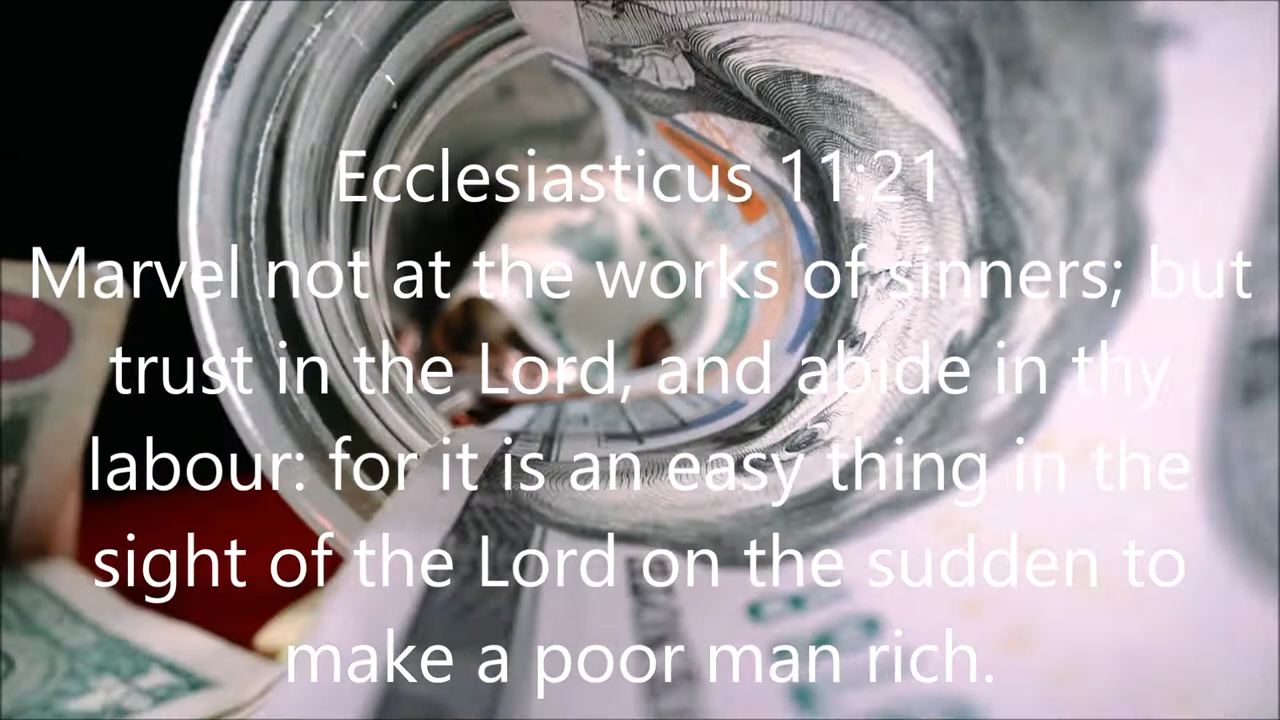 Ecclesiasticus 11:21
Marvel not at the works of sinners; but
trust in the Lord, and abide in thy
labour: for it is an easy thing in the
sight of the Lord on the sudden to
make a poor man rich.